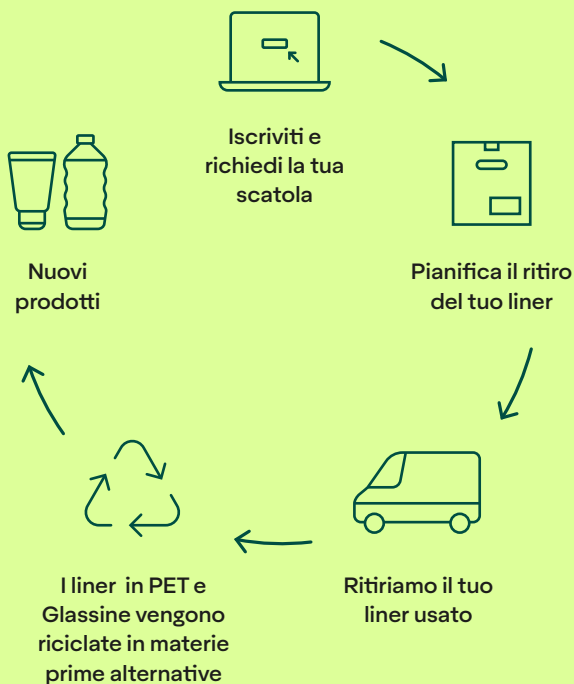 Iscriviti e
richiedi la tua
scatola
Pianifica il ritiro
del tuo liner
Ritiriamo il tuo
liner usato
I liner in PET e
Glassine vengono
riciclate in materie
prime alternative
Nuovi
prodotti